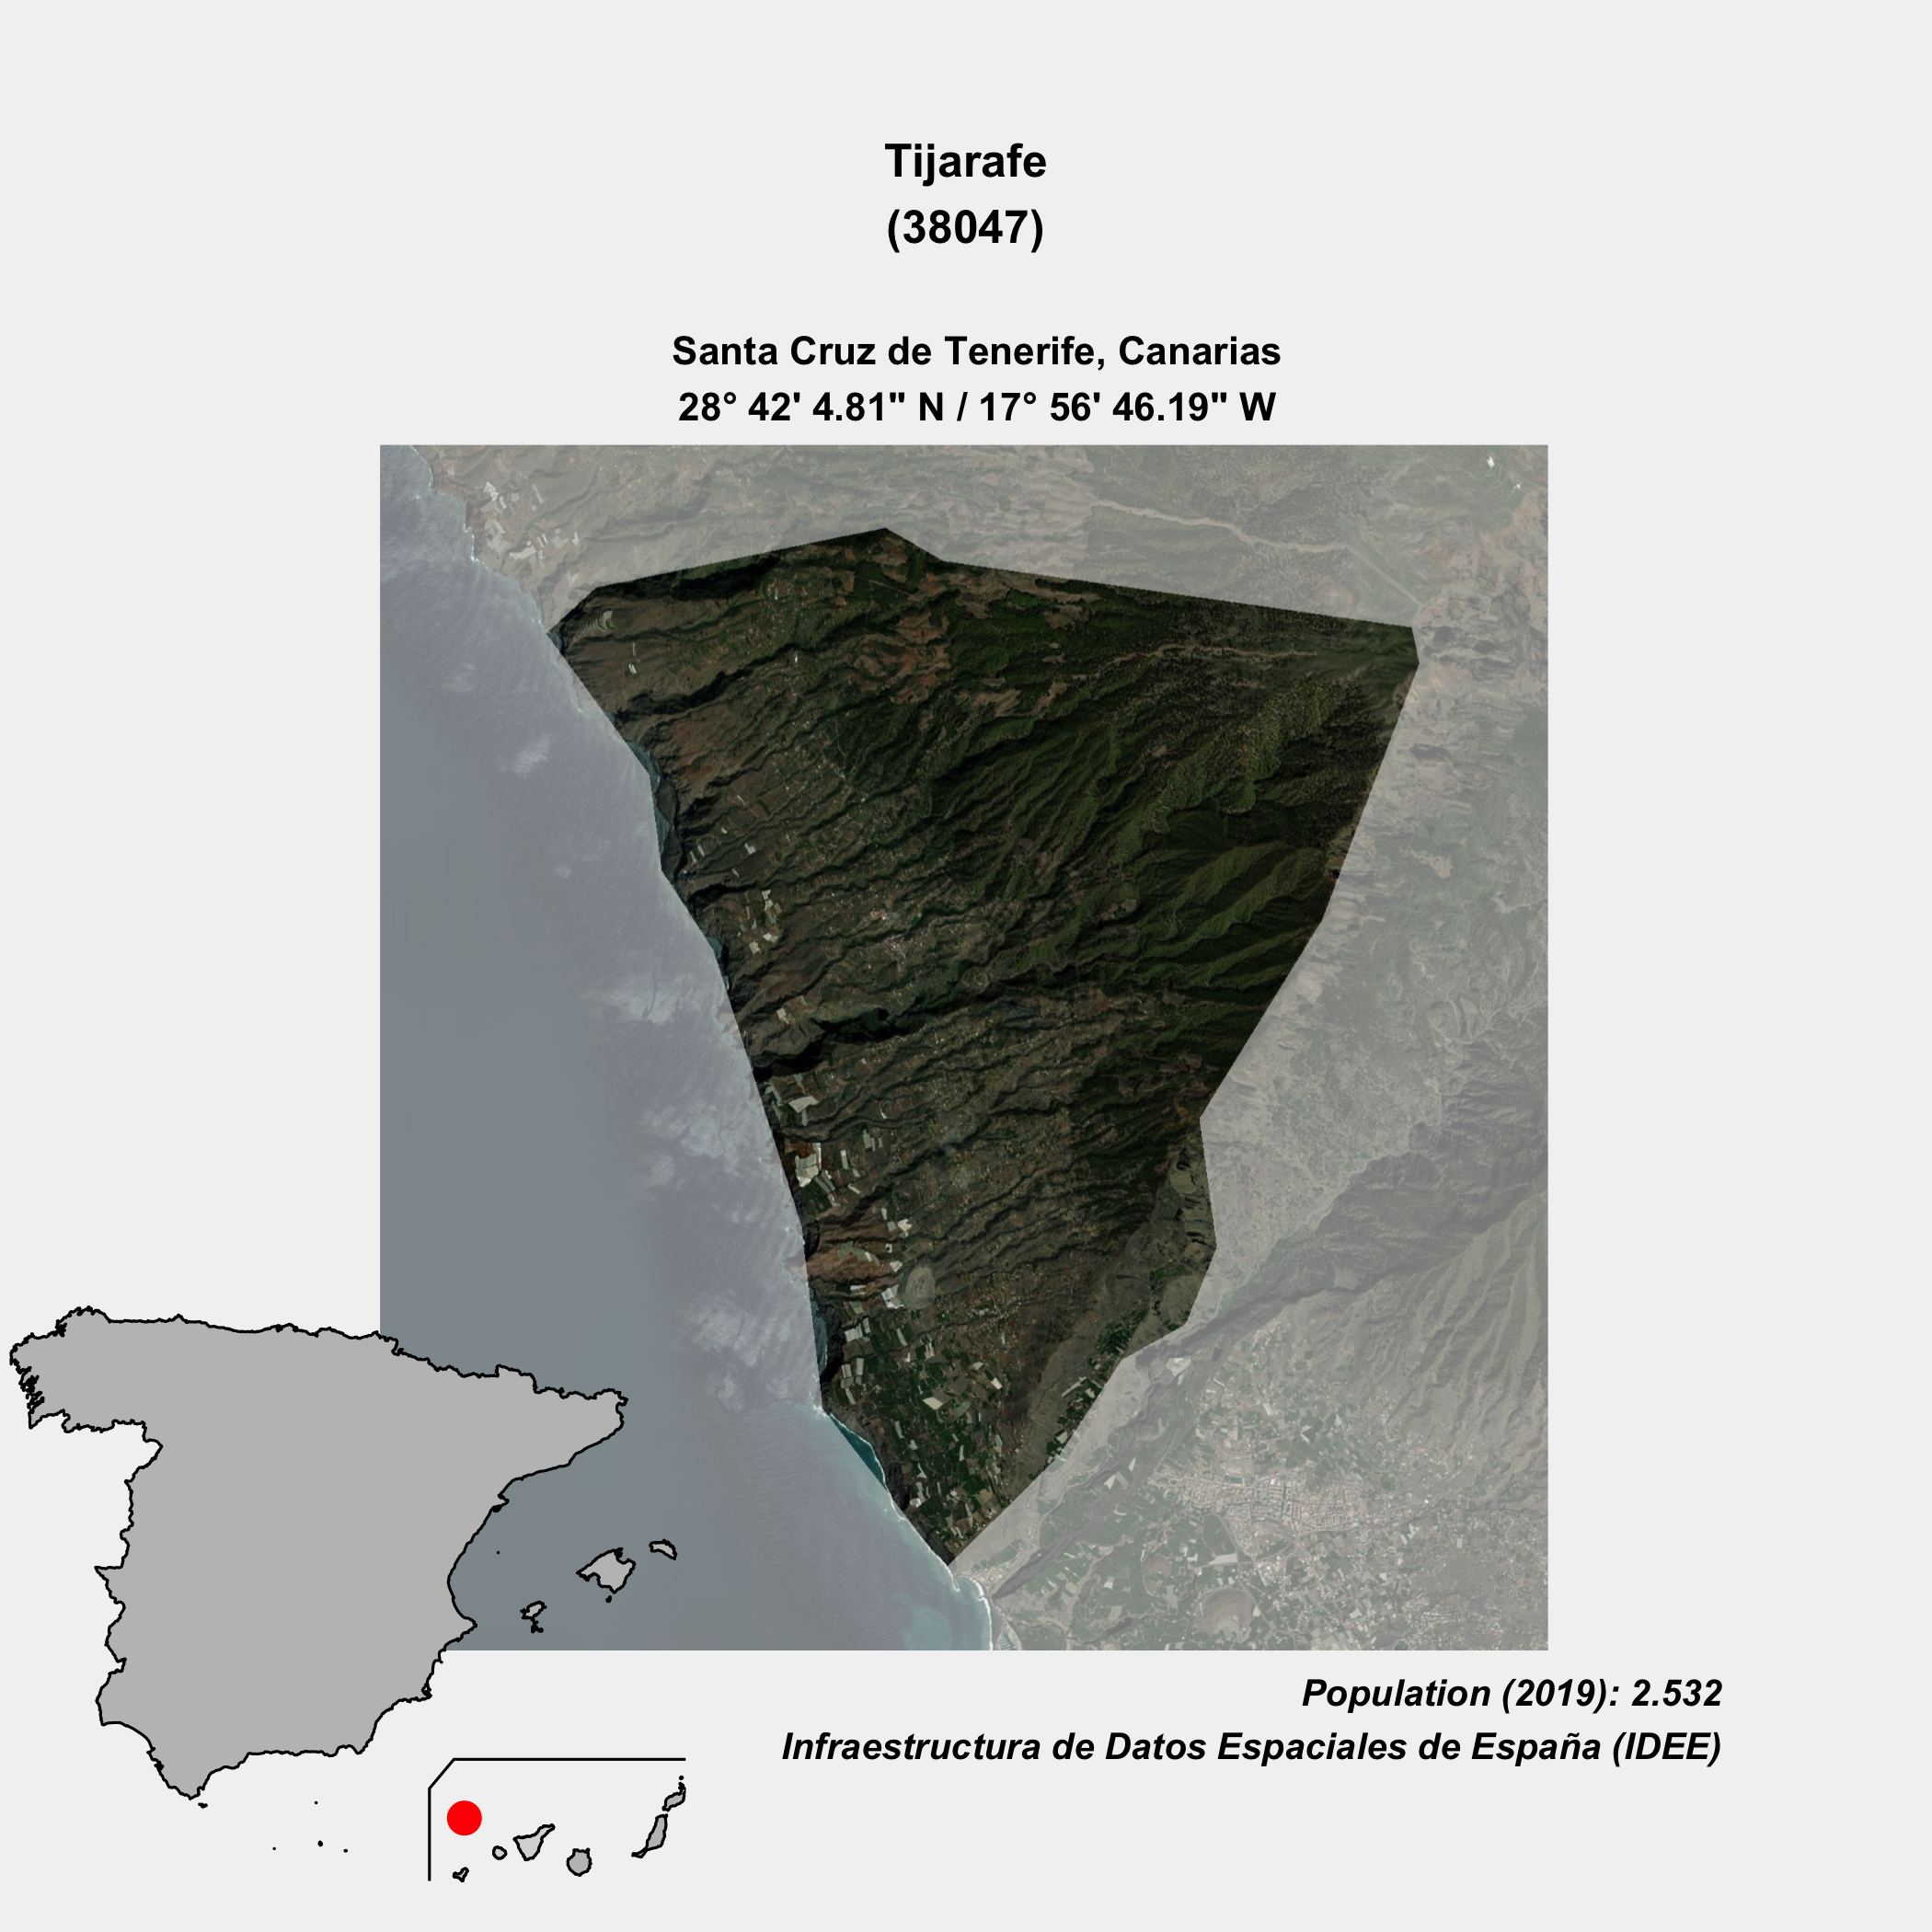 Tijarafe
(38047)
Santa Cruz de Tenerife, Canarias
28° 42' 4.81" N / 17° 56' 46.19" W
Population (2019): 2.532
Infraestructura de Datos Espaciales de España (IDEE)